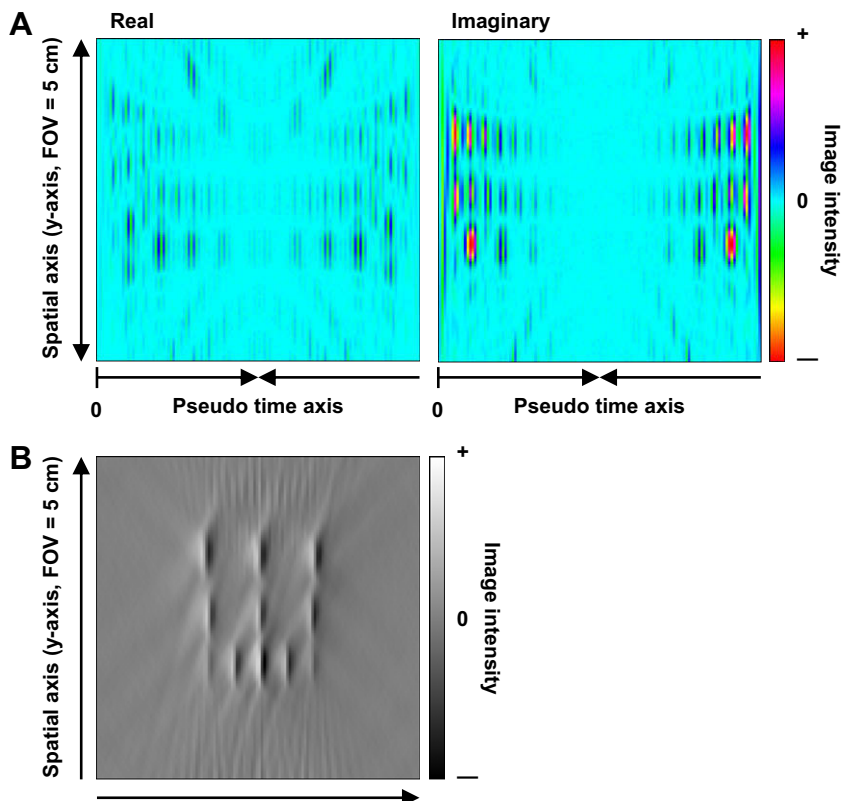 A
Real
Imaginary
Spatial axis (y-axis, FOV = 5 cm)
+
0
—
Image intensity
0
Pseudo time axis
0
Pseudo time axis
B
Spatial axis (y-axis, FOV = 5 cm)
+
0
—
Image intensity